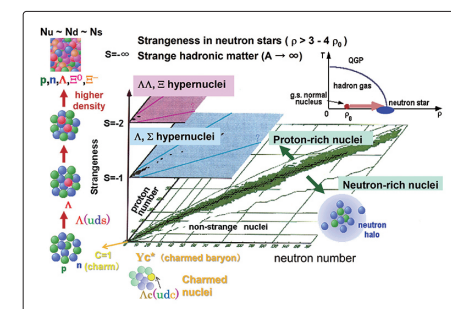 Nu ~ Nd ~ Ns
p,n,Λ,Ξ⁰,Ξ⁻
higher
density
Λ
Λ(uds)
p
n
S=-∞
Strangeness in neutron stars ( ρ > 3 - 4 ρ₀ )
Strange hadronic matter (A → ∞)
ΛΛ, Ξ hypernuclei
S=-2
Λ, Σ hypernuclei
S=-1
Strangeness
proton
number
non-strange nuclei
C=1
(charm)
Yc* (charmed baryon)
Λc(udc)
Charmed
nuclei
neutron number
T
QGP
hadron gas
g.s. normal
nucleus
ρ₀
neutron star
ρ
Proton-rich nuclei
Neutron-rich nuclei
neutron
halo